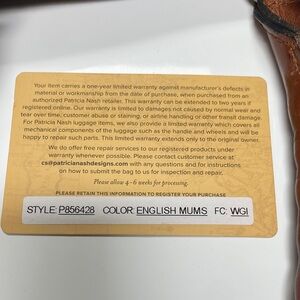 Your item carries a one-year limited warranty against manufacturer's defects in
material or workmanship from the date of purchase, when purchased from an
authorized Patricia Nash retailer. This warranty can be extended to two years if
registered online. Our warranty is limited to damages not caused by normal wear and
tear over time, customer abuse or staining, or airline handling or other transit damage.
For Patricia Nash luggage items, we also provide a limited warranty which covers all
mechanical components of the luggage such as the handle and wheels and will be
happy to repair such parts. This warranty extends only to the original owner.
We do offer free repair services to our registered products under
warranty whenever possible. Please contact customer service at
cs@patricianashdesigns.com with any questions and for instructions
on how to submit the bag to us for inspection and repair.
Please allow 4-6 weeks for processing.
PLEASE RETAIN THIS INFORMATION TO REGISTER YOUR PURCHASE
STYLE: P856428 COLOR: ENGLISH MUMS FC: WGI